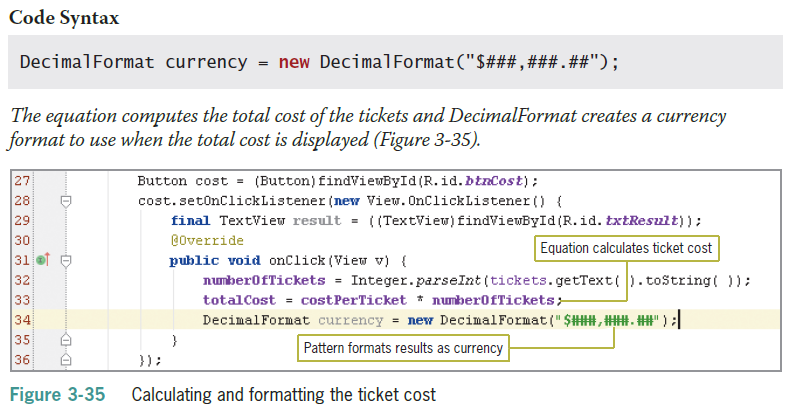 Code Syntax
DecimalFormat currency = new DecimalFormat("$###,###.##");
The equation computes the total cost of the tickets and DecimalFormat creates a currency
format to use when the total cost is displayed (Figure 3-35).
27 Button cost = (Button)findViewById(R.id.btnCost);
28 cost.setOnClickListener(new View.OnClickListener() {
29 final TextView result = ((TextView)findViewById(R.id.txtResult));
30 @Override
Equation calculates ticket cost
31 public void onClick(View v) {
32 numberOfTickets = Integer.parseInt(tickets.getText( ).toString( ));
33 totalCost = costPerTicket * numberOfTickets;
34 DecimalFormat currency = new DecimalFormat("$###,###.##");
35 }
Pattern formats results as currency
36 });
Figure 3-35 Calculating and formatting the ticket cost